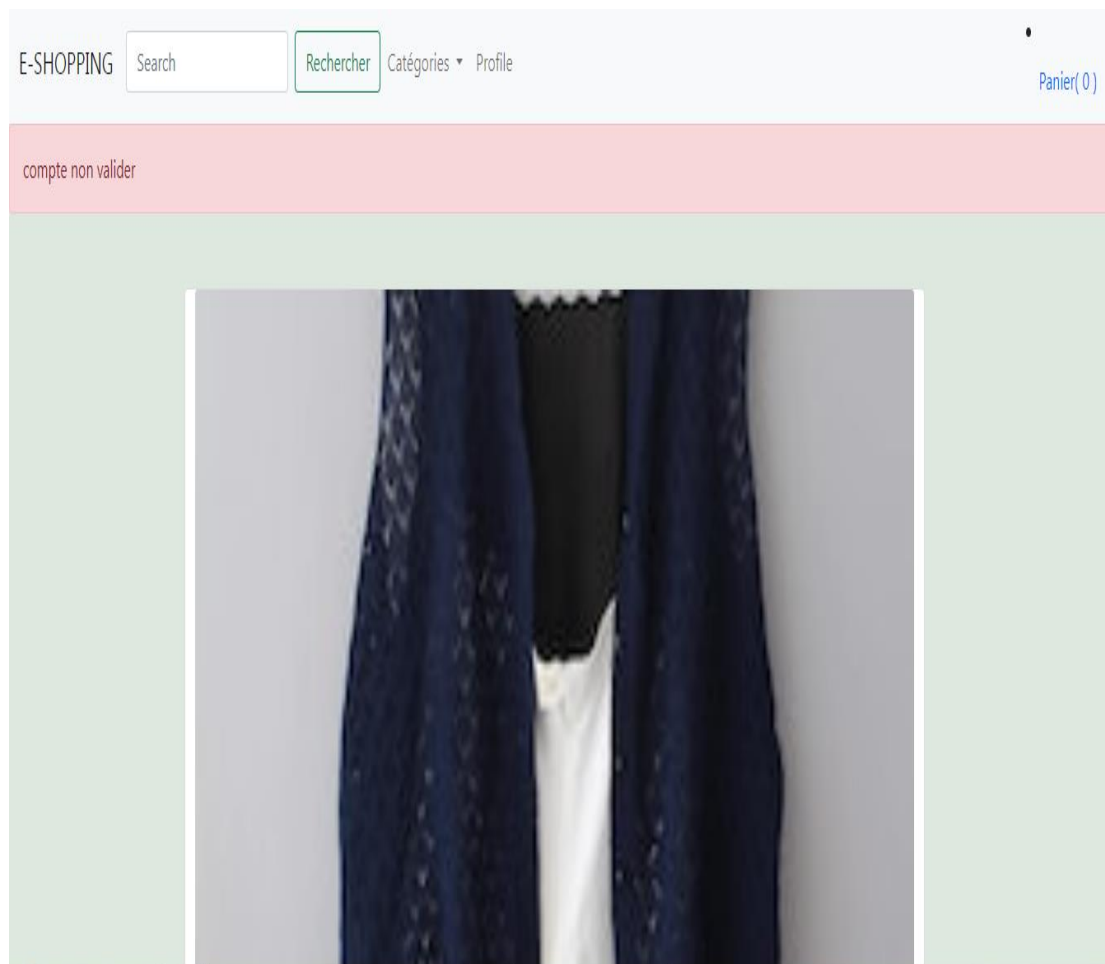 E-SHOPPING Search Rechercher Catégories Profile
Panier( 0 )
compte non valider